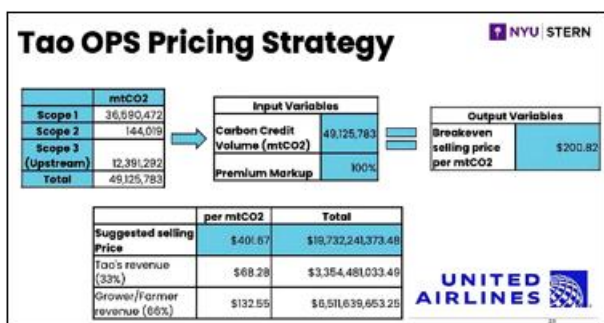 Tao OPS Pricing Strategy
NYU STERN
mtCO2
Scope 1 36,590,472
Scope 2 144,019
Scope 3 (Upstream) 12,391,292
Total 49,125,783
Input Variables
Carbon Credit Volume (mtCO2) 49,125,783
Premium Markup 100%
Output Variables
Breakeven selling price per mtCO2 $200.82
per mtCO2 Total
Suggested selling Price $401.67 $19,732,241,373.48
Tao's revenue (33%) $68.28 $3,354,481,033.49
Grower/Farmer revenue (66%) $132.55 $6,511,639,653.25
UNITED
AIRLINES